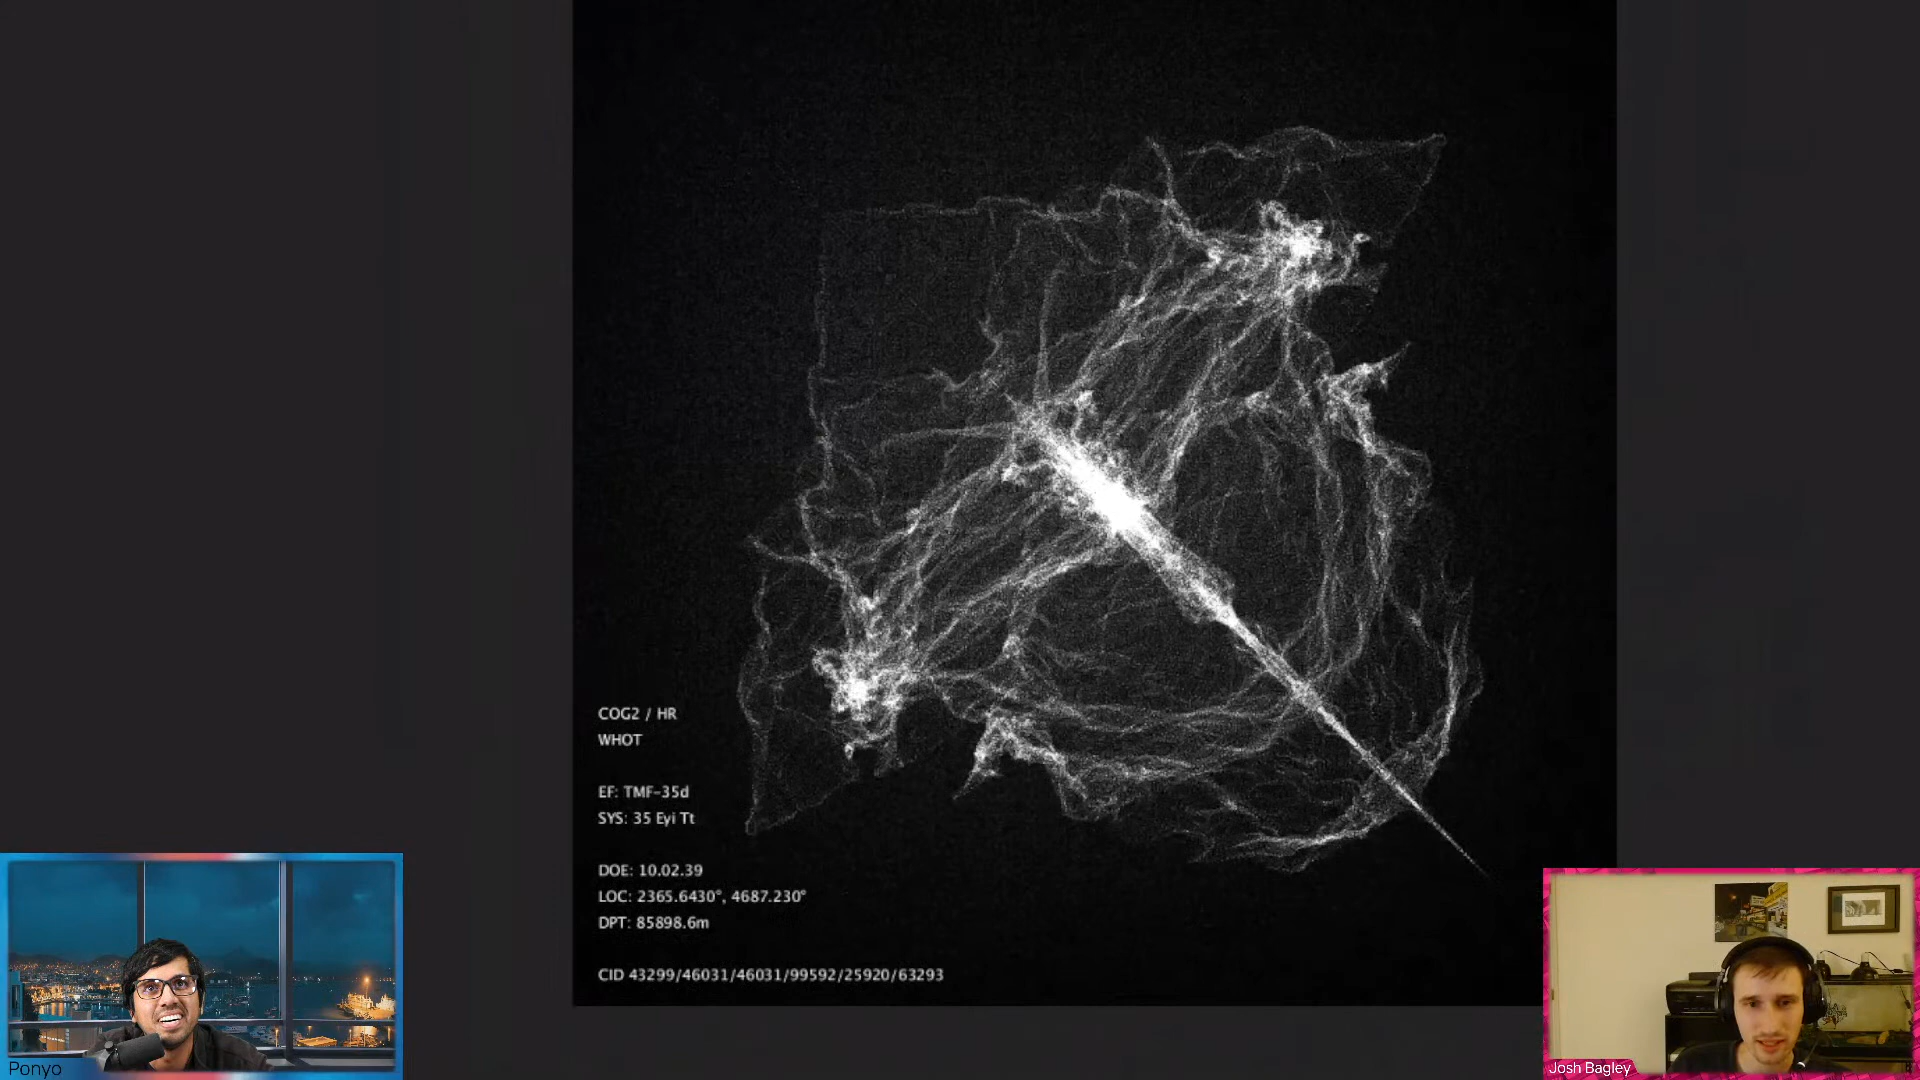 COG2 / HR
WHOT
EF: TMF-35d
SYS: 35 Eyi Tt
DOE: 10.02.39
LOC: 2365.6430°, 4687.230°
DPT: 85898.6m
CID 43299/46031/46031/99592/25920/63293
Ponyo
Josh Bagley